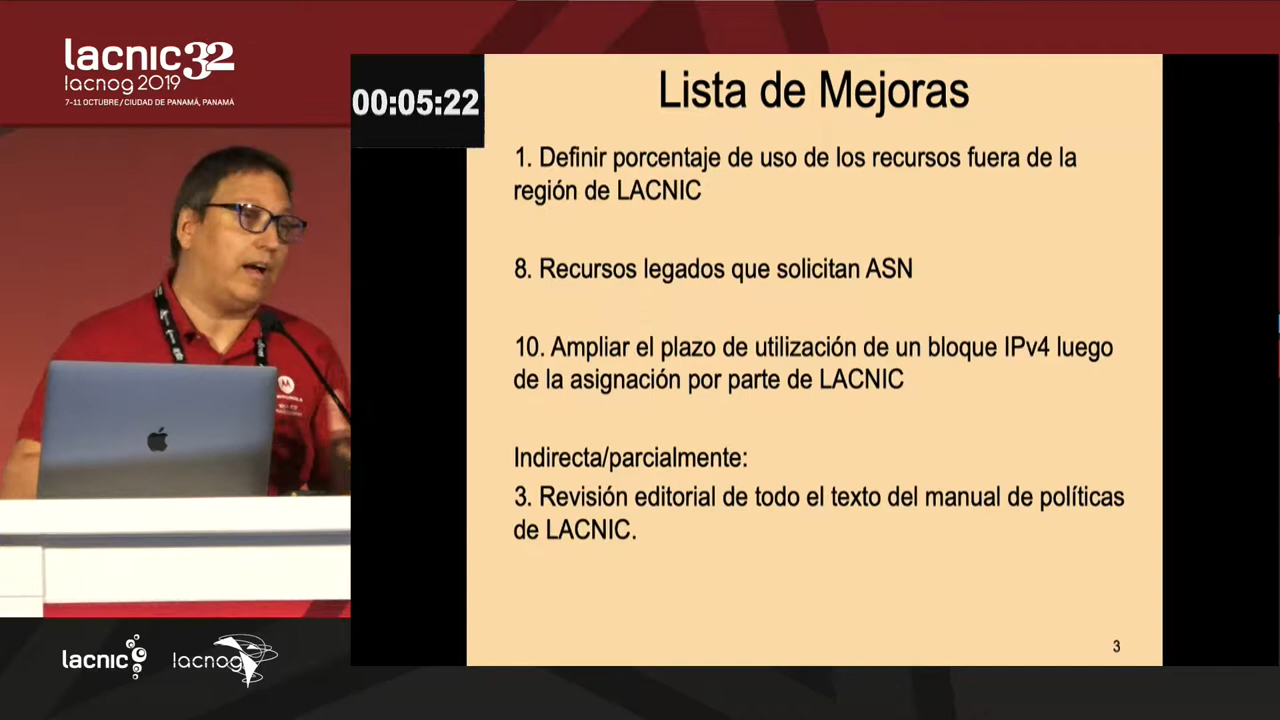 lacnic32
lacnog 2019
7-11 OCTUBRE / CIUDAD DE PANAMÁ, PANAMÁ
00:05:22
Lista de Mejoras
1. Definir porcentaje de uso de los recursos fuera de la
región de LACNIC
8. Recursos legados que solicitan ASN
10. Ampliar el plazo de utilización de un bloque IPv4 luego
de la asignación por parte de LACNIC
Indirecta/parcialmente:
3. Revisión editorial de todo el texto del manual de políticas
de LACNIC.
3
lacnic
lacnog